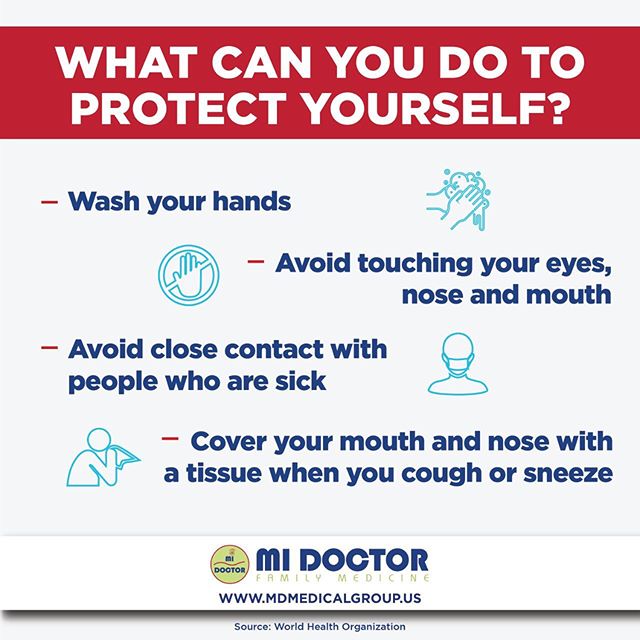 WHAT CAN YOU DO TO
PROTECT YOURSELF?
– Wash your hands
– Avoid touching your eyes,
nose and mouth
– Avoid close contact with
people who are sick
– Cover your mouth and nose with
a tissue when you cough or sneeze
MI
DOCTOR
MI DOCTOR
FAMILY MEDICINE
WWW.MDMEDICALGROUP.US
Source: World Health Organization